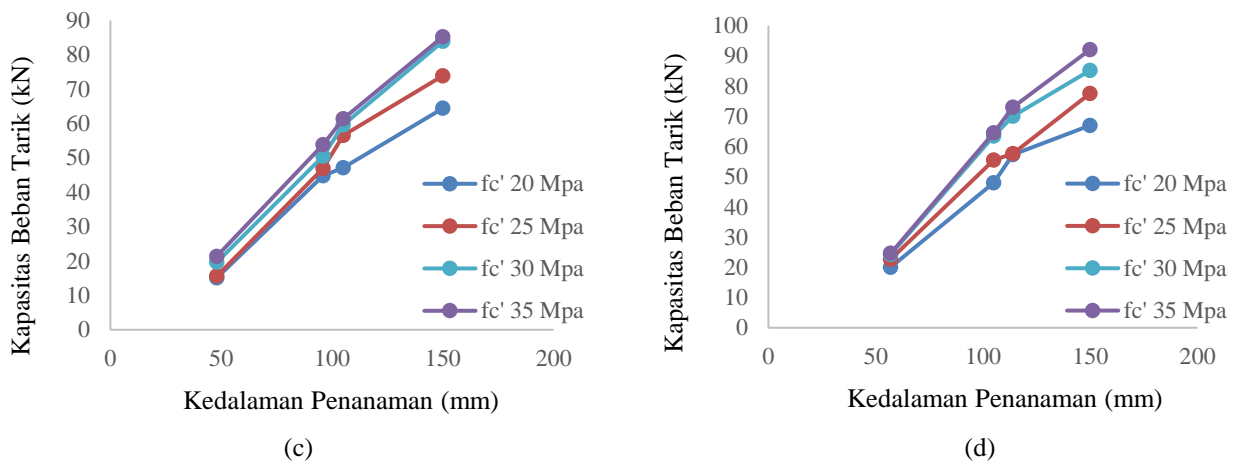 Kapasitas Beban Tarik (kN)
90
80
70
60
50
40
30
20
10
0
0 50 100 150 200
fc' 20 Mpa
fc' 25 Mpa
fc' 30 Mpa
fc' 35 Mpa
Kedalaman Penanaman (mm)
(c)
Kapasitas Beban Tarik (kN)
100
90
80
70
60
50
40
30
20
10
0
0 50 100 150 200
fc' 20 Mpa
fc' 25 Mpa
fc' 30 Mpa
fc' 35 Mpa
Kedalaman Penanaman (mm)
(d)